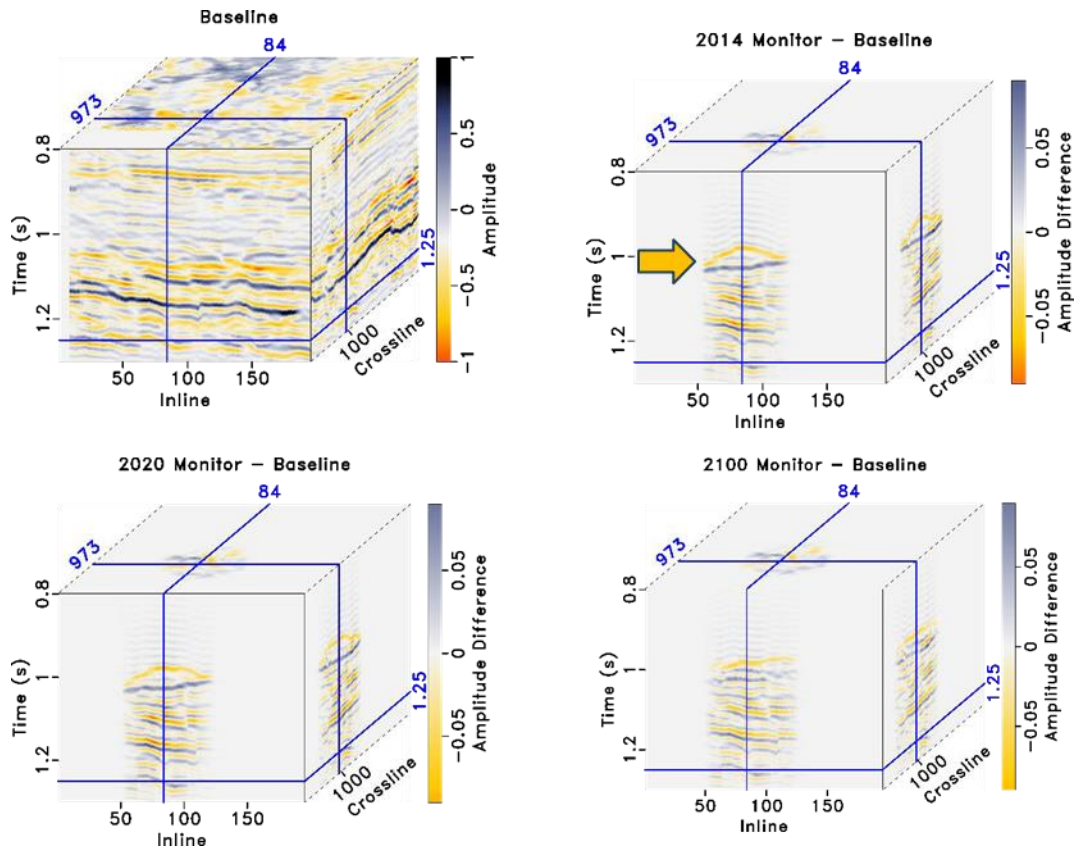 Baseline
84
973
0.8
1
1.2
Time (s)
50
100
150
Inline
1000
Crossline
1.25
1
0.5
0
−0.5
−1
Amplitude
2014 Monitor − Baseline
84
973
0.8
1
1.2
Time (s)
50
100
150
Inline
1000
Crossline
1.25
0.05
0
−0.05
Amplitude Difference
2020 Monitor − Baseline
84
973
0.8
1
1.2
Time (s)
50
100
150
Inline
1000
Crossline
1.25
0.05
0
−0.05
Amplitude Difference
2100 Monitor − Baseline
84
973
0.8
1
1.2
Time (s)
50
100
150
Inline
1000
Crossline
1.25
0.05
0
−0.05
Amplitude Difference